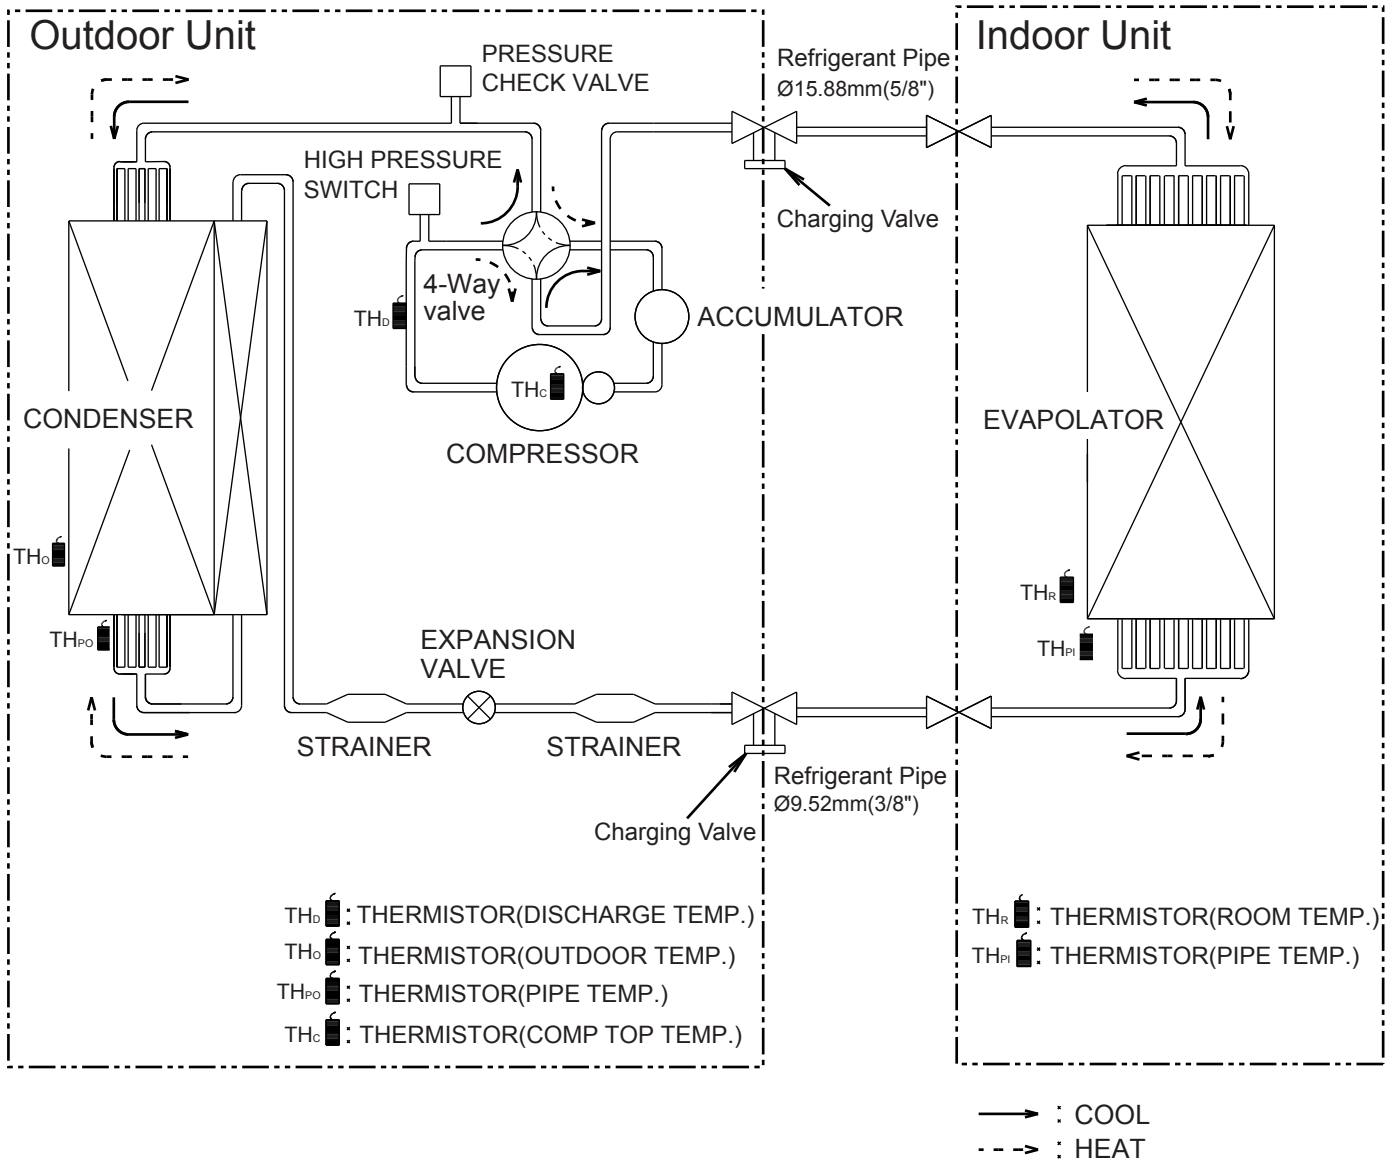 Outdoor Unit
Indoor Unit
PRESSURE
CHECK VALVE
Refrigerant Pipe
Ø15.88mm(5/8")
HIGH PRESSURE
SWITCH
Charging Valve
4-Way
valve
THD
ACCUMULATOR
THC
CONDENSER
EVAPOLATOR
COMPRESSOR
THO
THR
THPO
EXPANSION
VALVE
THPI
STRAINER
STRAINER
Refrigerant Pipe
Ø9.52mm(3/8")
Charging Valve
THD : THERMISTOR(DISCHARGE TEMP.)
THO : THERMISTOR(OUTDOOR TEMP.)
THPO : THERMISTOR(PIPE TEMP.)
THC : THERMISTOR(COMP TOP TEMP.)
THR : THERMISTOR(ROOM TEMP.)
THPI : THERMISTOR(PIPE TEMP.)
: COOL
: HEAT